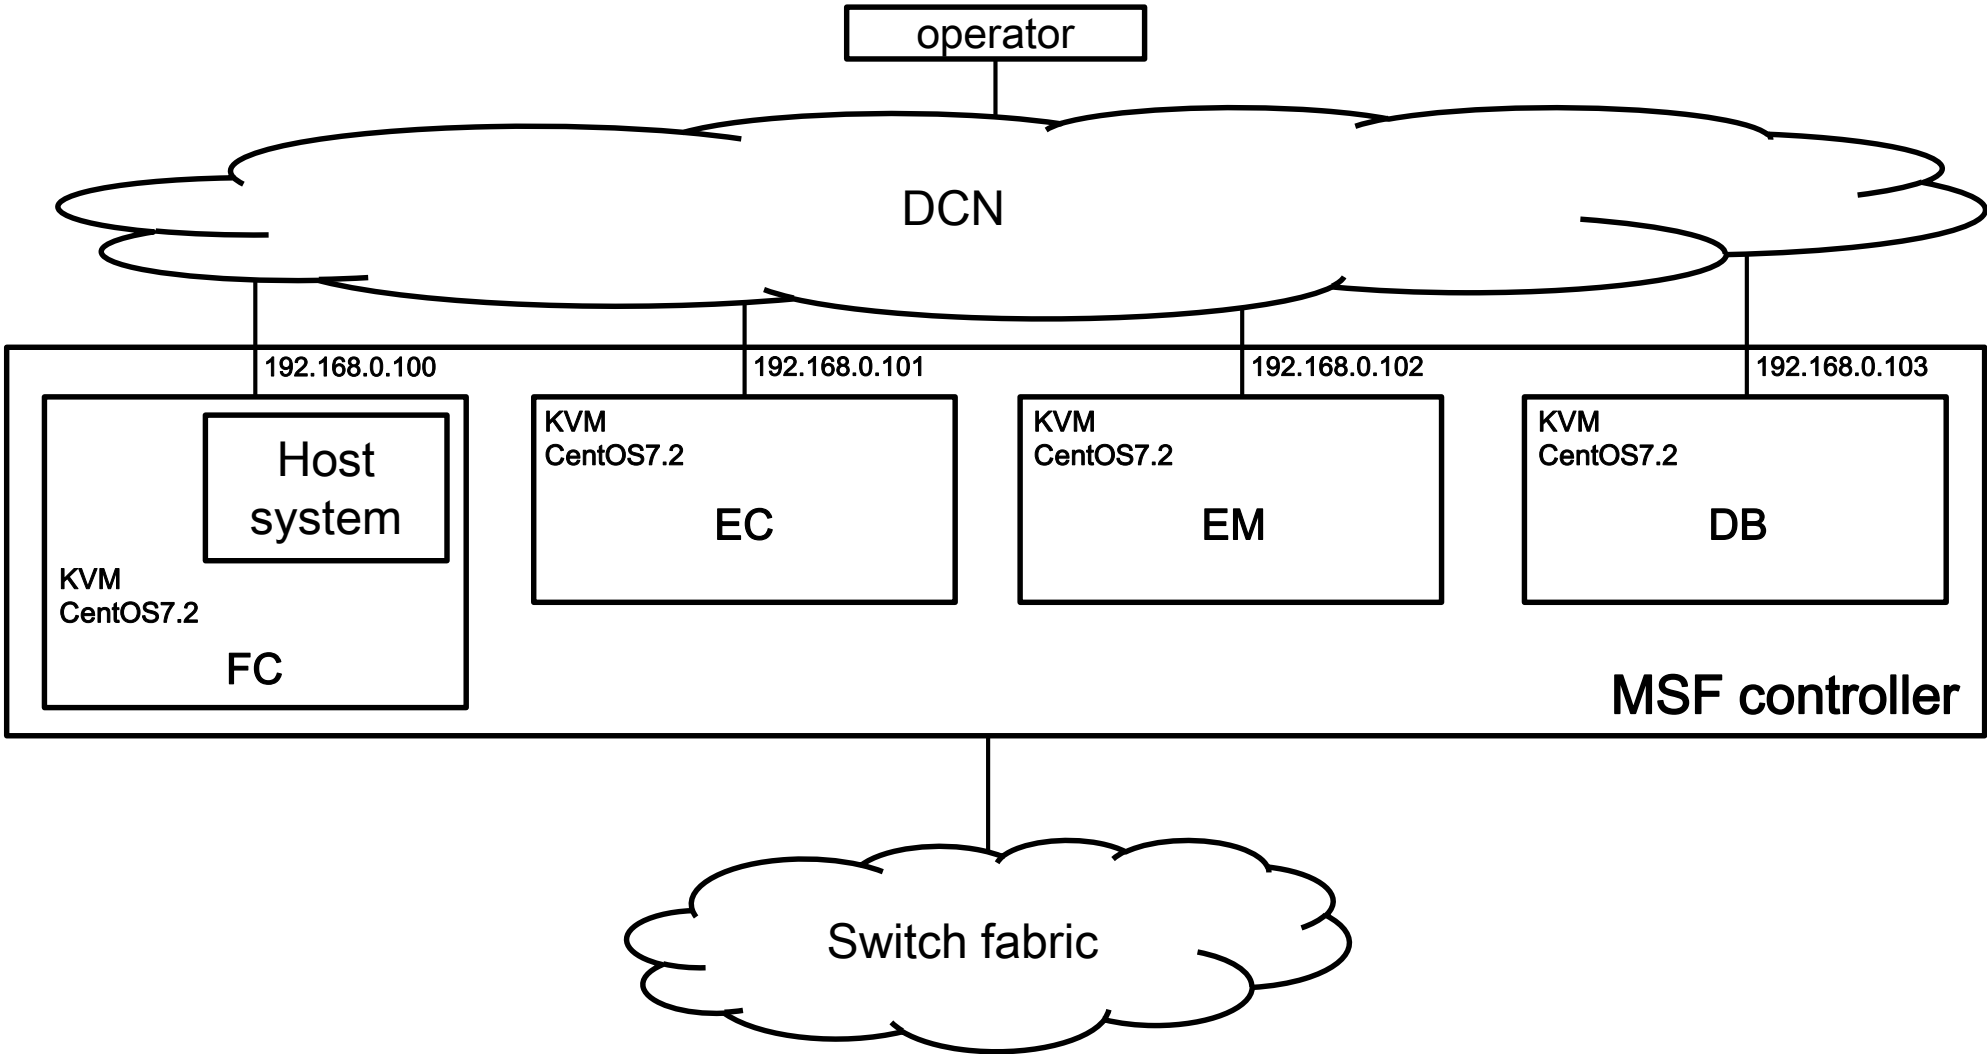 operator
DCN
192.168.0.100
192.168.0.101
192.168.0.102
192.168.0.103
Host
system
KVM
CentOS7.2
FC
KVM
CentOS7.2
EC
KVM
CentOS7.2
EM
KVM
CentOS7.2
DB
MSF controller
Switch fabric